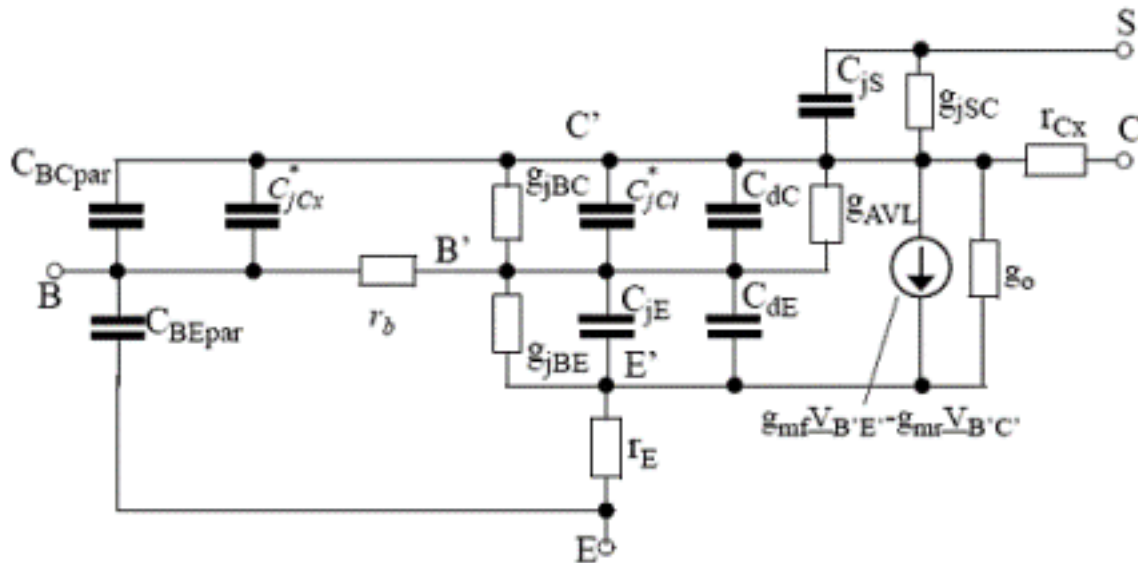 S
C_jS
g_jSC
r_Cx
C
C'
C_BCpar
C*_jCx
g_jBC
C*_jCi
C_dC
g_AVL
B'
B
r_b
C_BEpar
g_jBE
C_jE
C_dE
g_o
E'
g_mf V_B'E'-g_mr V_B'C'
r_E
E